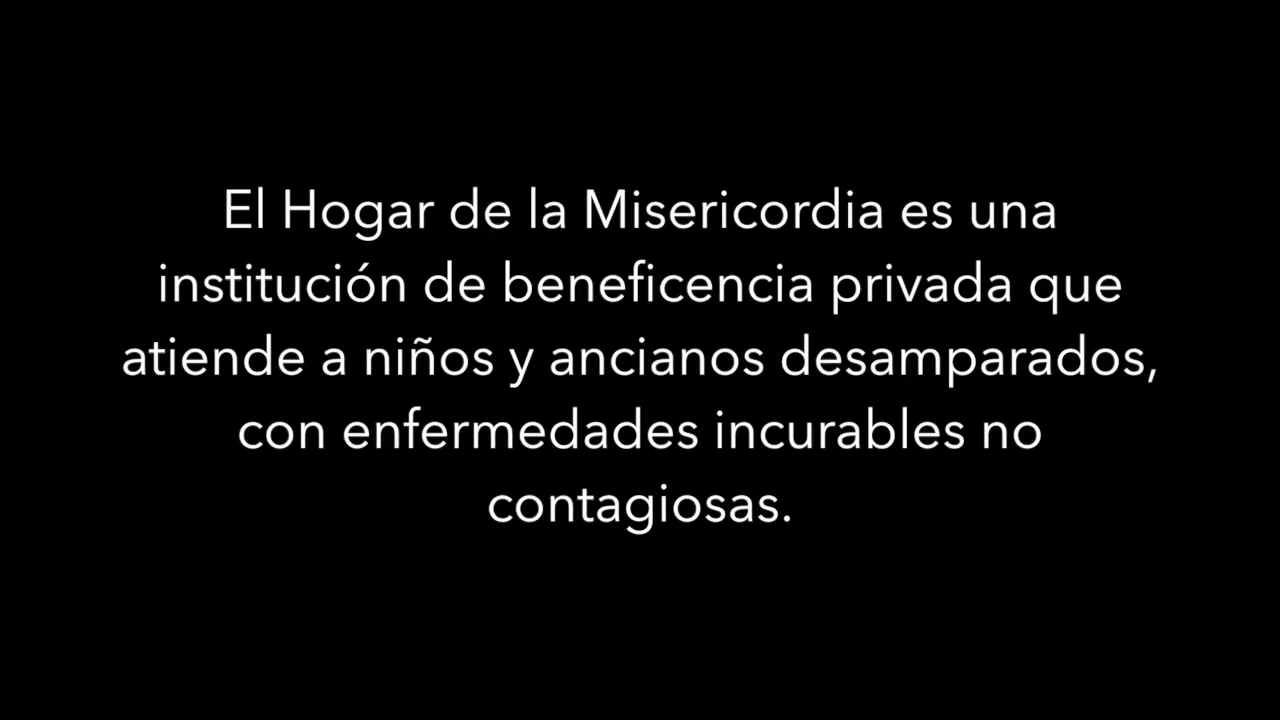 El Hogar de la Misericordia es una
institución de beneficencia privada que
atiende a niños y ancianos desamparados,
con enfermedades incurables no
contagiosas.